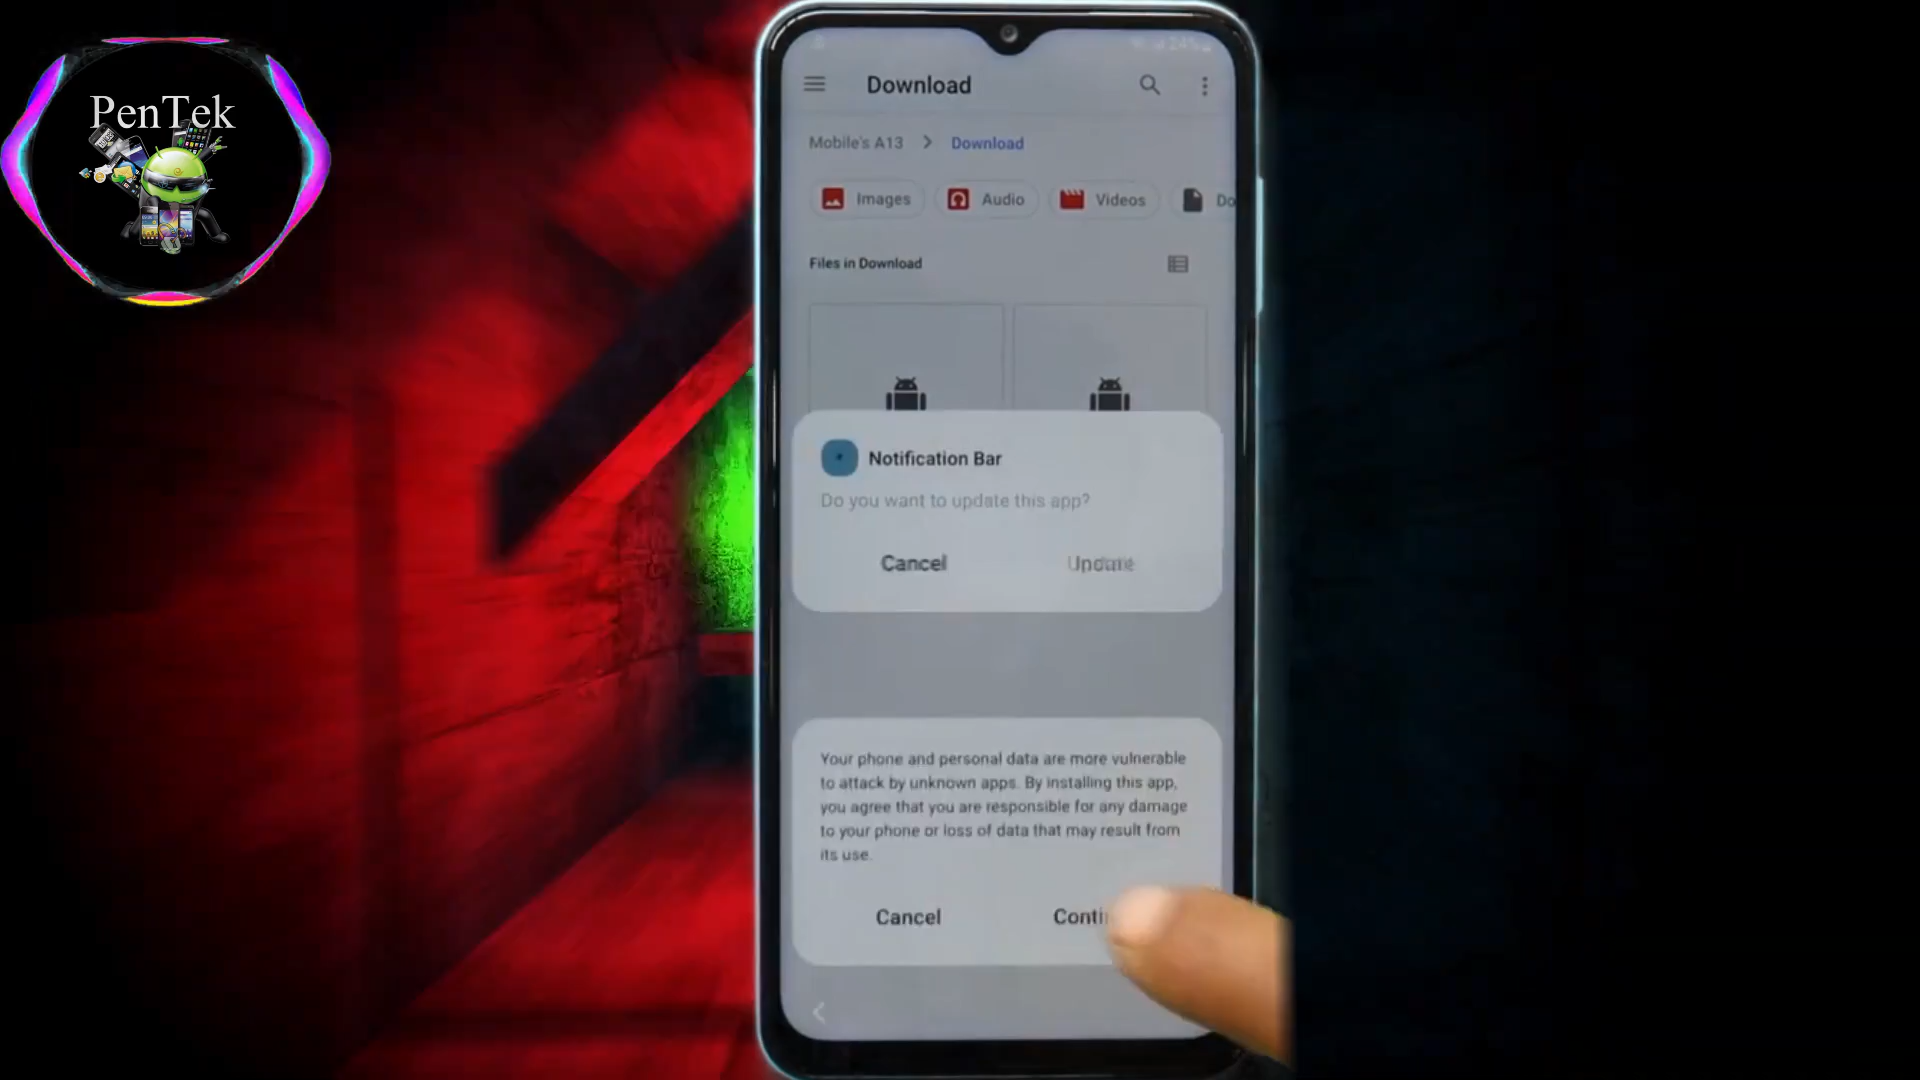 PenTek
Download
Mobile's A13 > Download
Images
Audio
Videos
Do
Files in Download
Notification Bar
Do you want to update this app?
Cancel
Update
Your phone and personal data are more vulnerable
to attack by unknown apps. By installing this app,
you agree that you are responsible for any damage
to your phone or loss of data that may result from
its use.
Cancel
Conti